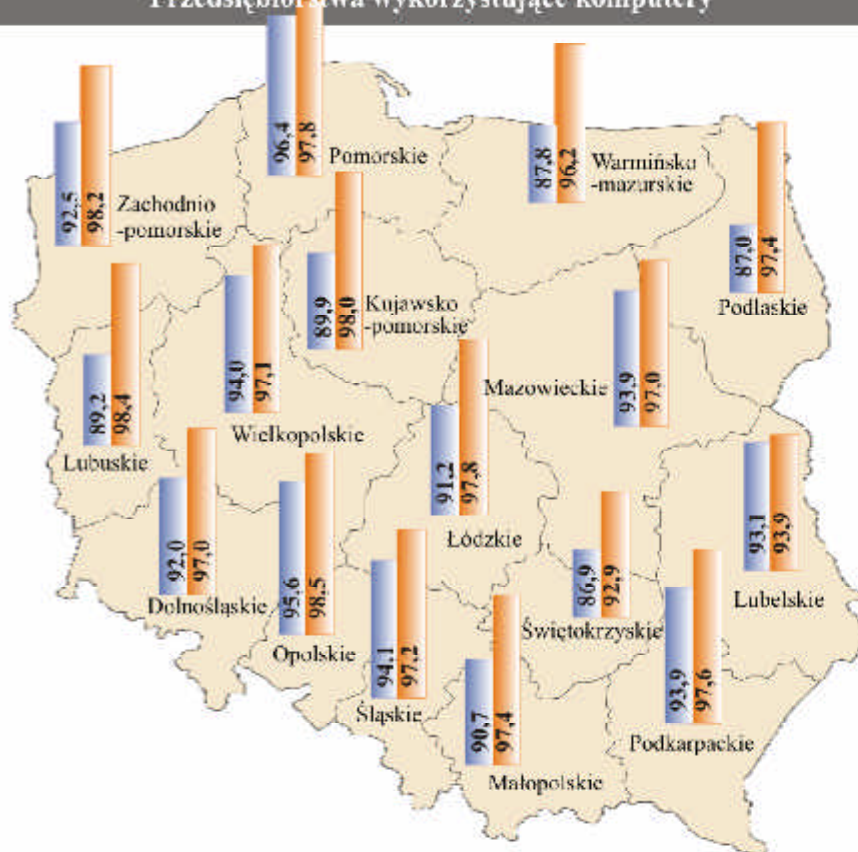 Przedsiębiorstwa wykorzystujące komputery
96,4
97,8
Pomorskie
87,8
96,2
Warmińsko
-mazurskie
92,5
98,2
Zachodnio
-pomorskie
87,0
97,4
Podlaskie
89,9
98,0
Kujawsko
-pomorskie
94,0
97,1
Wielkopolskie
93,9
97,0
Mazowieckie
89,2
98,4
Lubuskie
91,2
97,8
Łódzkie
93,1
93,9
Lubelskie
92,0
97,0
Dolnośląskie
95,6
98,5
Opolskie
86,9
92,9
Świętokrzyskie
94,1
97,2
Śląskie
93,9
97,6
Podkarpackie
90,7
97,4
Małopolskie